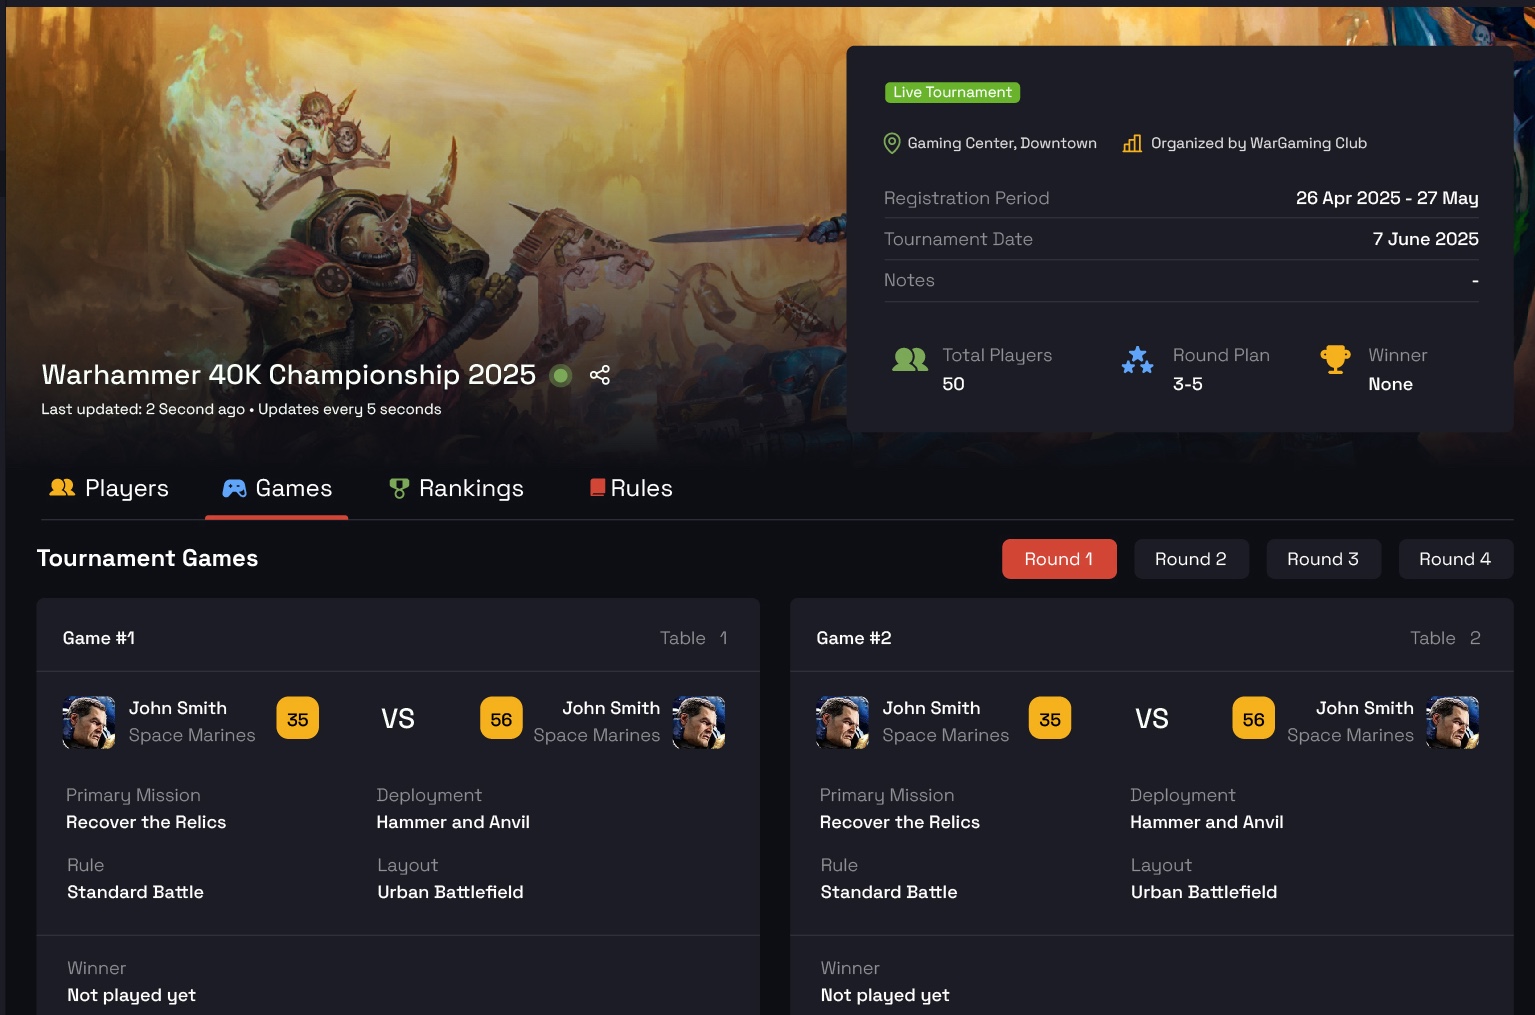 Live Tournament
Gaming Center, Downtown Organized by WarGaming Club
Registration Period 26 Apr 2025 - 27 May
Tournament Date 7 June 2025
Notes -
Total Players Round Plan Winner
50 3-5 None
Warhammer 40K Championship 2025
Last updated: 2 Second ago • Updates every 5 seconds
Players Games Rankings Rules
Tournament Games Round 1 Round 2 Round 3 Round 4
Game #1 Table 1
John Smith 35 VS 56 John Smith
Space Marines Space Marines
Primary Mission Deployment
Recover the Relics Hammer and Anvil
Rule Layout
Standard Battle Urban Battlefield
Winner
Not played yet
Game #2 Table 2
John Smith 35 VS 56 John Smith
Space Marines Space Marines
Primary Mission Deployment
Recover the Relics Hammer and Anvil
Rule Layout
Standard Battle Urban Battlefield
Winner
Not played yet